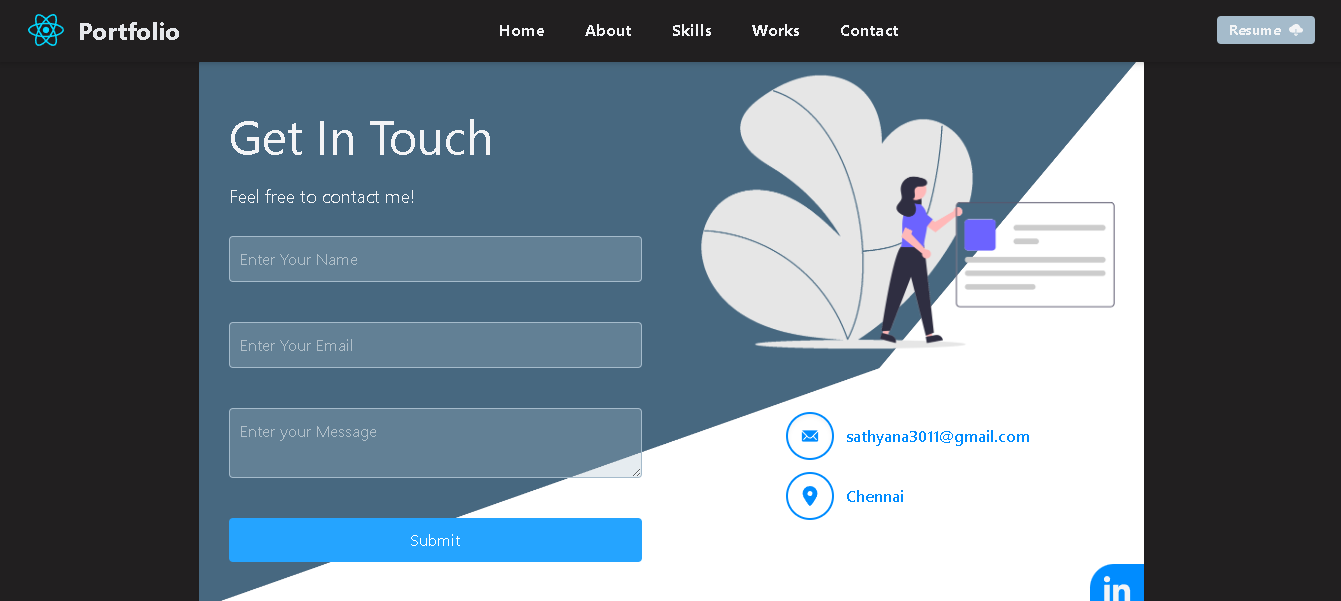 Portfolio
Home
About
Skills
Works
Contact
Resume
Get In Touch
Feel free to contact me!
Enter Your Name
Enter Your Email
Enter your Message
Submit
sathyana3011@gmail.com
Chennai
in